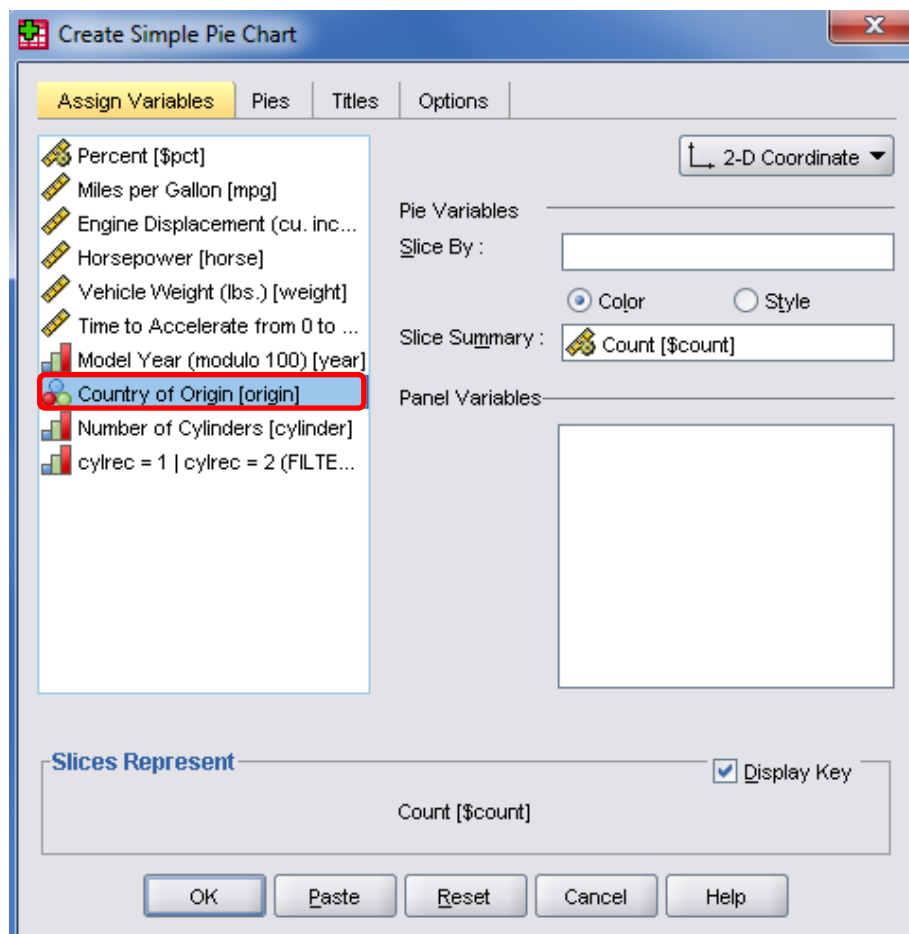 Create Simple Pie Chart
Assign Variables Pies Titles Options
Percent [$pct]
Miles per Gallon [mpg]
Engine Displacement (cu. inc...
Horsepower [horse]
Vehicle Weight (lbs.) [weight]
Time to Accelerate from 0 to ...
Model Year (modulo 100) [year]
Country of Origin [origin]
Number of Cylinders [cylinder]
cylrec = 1 | cylrec = 2 (FILTE...
2-D Coordinate
Pie Variables
Slice By :
Color Style
Slice Summary : Count [$count]
Panel Variables
Slices Represent
Display Key
Count [$count]
OK Paste Reset Cancel Help